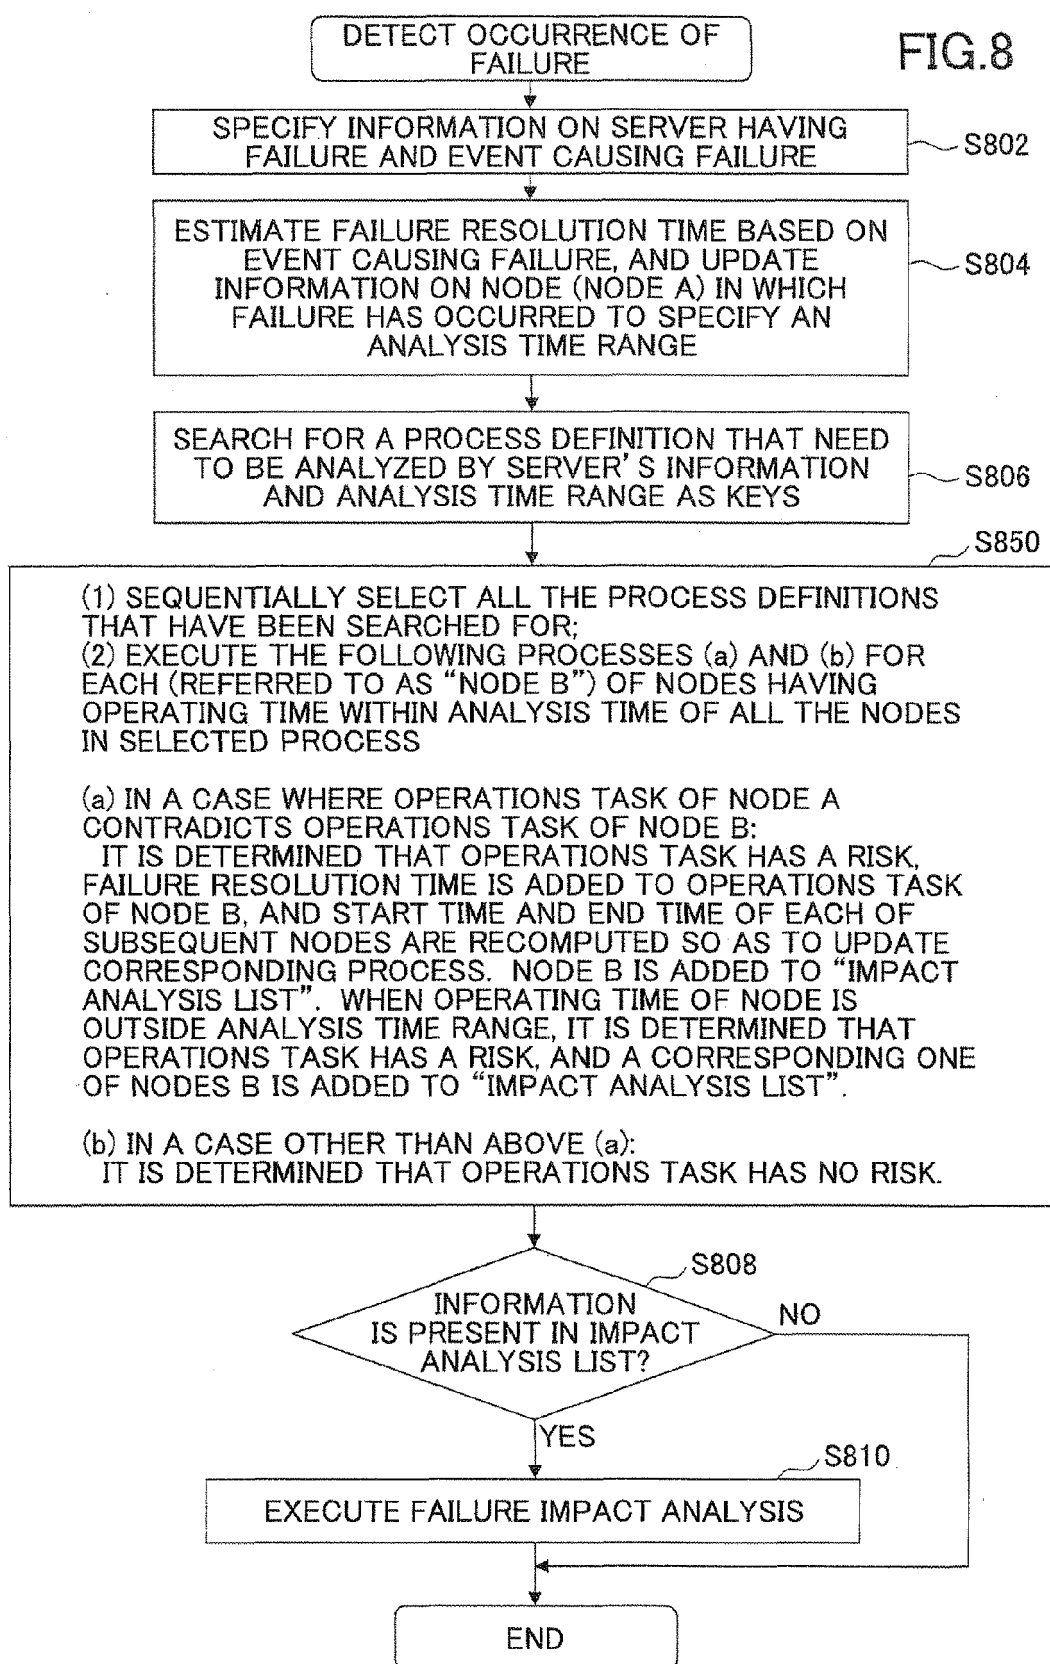 DETECT OCCURRENCE OF
FAILURE
FIG.8
SPECIFY INFORMATION ON SERVER HAVING
FAILURE AND EVENT CAUSING FAILURE
S802
ESTIMATE FAILURE RESOLUTION TIME BASED ON
EVENT CAUSING FAILURE, AND UPDATE
INFORMATION ON NODE (NODE A) IN WHICH
FAILURE HAS OCCURRED TO SPECIFY AN
ANALYSIS TIME RANGE
S804
SEARCH FOR A PROCESS DEFINITION THAT NEED
TO BE ANALYZED BY SERVER'S INFORMATION
AND ANALYSIS TIME RANGE AS KEYS
S806
S850
(1) SEQUENTIALLY SELECT ALL THE PROCESS DEFINITIONS
THAT HAVE BEEN SEARCHED FOR;
(2) EXECUTE THE FOLLOWING PROCESSES (a) AND (b) FOR
EACH (REFERRED TO AS “NODE B”) OF NODES HAVING
OPERATING TIME WITHIN ANALYSIS TIME OF ALL THE NODES
IN SELECTED PROCESS
(a) IN A CASE WHERE OPERATIONS TASK OF NODE A
CONTRADICTS OPERATIONS TASK OF NODE B:
IT IS DETERMINED THAT OPERATIONS TASK HAS A RISK,
FAILURE RESOLUTION TIME IS ADDED TO OPERATIONS TASK
OF NODE B, AND START TIME AND END TIME OF EACH OF
SUBSEQUENT NODES ARE RECOMPUTED SO AS TO UPDATE
CORRESPONDING PROCESS. NODE B IS ADDED TO “IMPACT
ANALYSIS LIST”. WHEN OPERATING TIME OF NODE IS
OUTSIDE ANALYSIS TIME RANGE, IT IS DETERMINED THAT
OPERATIONS TASK HAS A RISK, AND A CORRESPONDING ONE
OF NODES B IS ADDED TO “IMPACT ANALYSIS LIST”.
(b) IN A CASE OTHER THAN ABOVE (a):
IT IS DETERMINED THAT OPERATIONS TASK HAS NO RISK.
S808
INFORMATION
IS PRESENT IN IMPACT
ANALYSIS LIST?
NO
YES
S810
EXECUTE FAILURE IMPACT ANALYSIS
END